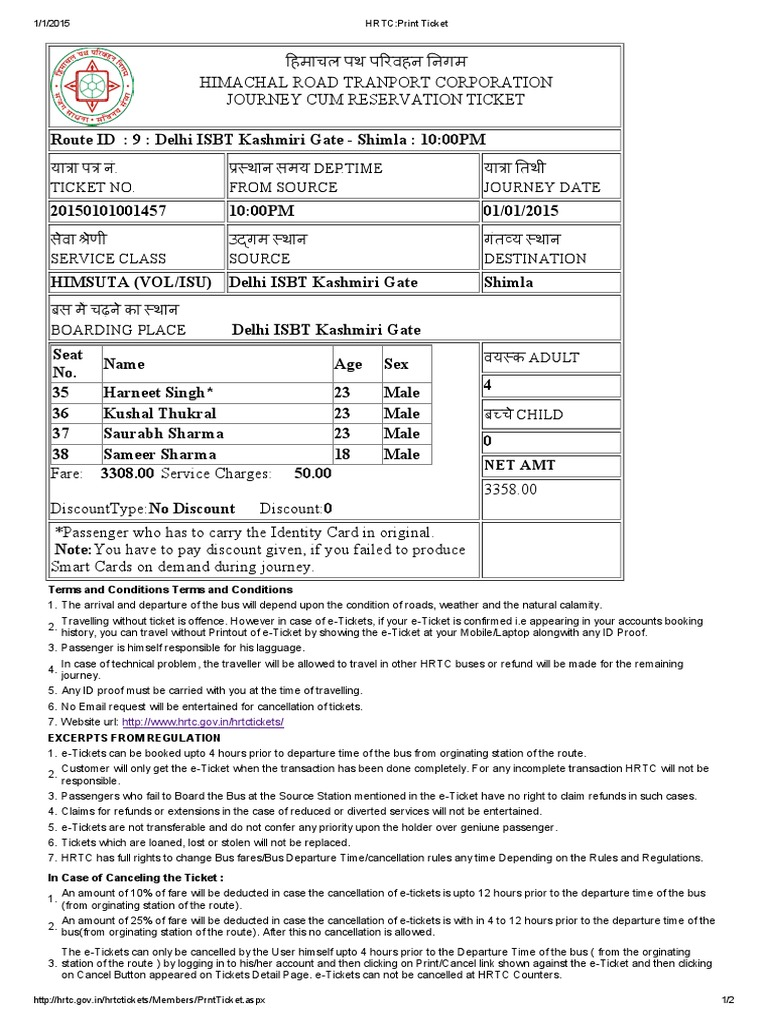 1/1/2015 HRTC:Print Ticket
हिमाचल पथ परिवहन निगम
HIMACHAL ROAD TRANPORT CORPORATION
JOURNEY CUM RESERVATION TICKET
Route ID : 9 : Delhi ISBT Kashmiri Gate - Shimla : 10:00PM
यात्रा पत्र नं. प्रस्थान समय DEP.TIME यात्रा तिथी
TICKET NO. FROM SOURCE JOURNEY DATE
20150101001457 10:00PM 01/01/2015
सेवा श्रेणी उद्गम स्थान गंतव्य स्थान
SERVICE CLASS SOURCE DESTINATION
HIMSUTA (VOL/ISU) Delhi ISBT Kashmiri Gate Shimla
बस मे चढने का स्थान
BOARDING PLACE Delhi ISBT Kashmiri Gate
Seat No. Name Age Sex
35 Harneet Singh* 23 Male
36 Kushal Thukral 23 Male
37 Saurabh Sharma 23 Male
38 Sameer Sharma 18 Male
Fare: 3308.00 Service Charges: 50.00
DiscountType:No Discount Discount:0
वयस्क ADULT
4
बच्चे CHILD
0
NET AMT
3358.00
*Passenger who has to carry the Identity Card in original.
Note:You have to pay discount given, if you failed to produce
Smart Cards on demand during journey.
Terms and Conditions Terms and Conditions
1. The arrival and departure of the bus will depend upon the condition of roads, weather and the natural calamity.
2. Travelling without ticket is offence. However in case of e-Tickets, if your e-Ticket is confirmed i.e appearing in your accounts booking
history, you can travel without Printout of e-Ticket by showing the e-Ticket at your Mobile/Laptop alongwith any ID Proof.
3. Passenger is himself responsible for his lagguage.
4. In case of technical problem, the traveller will be allowed to travel in other HRTC buses or refund will be made for the remaining
journey.
5. Any ID proof must be carried with you at the time of travelling.
6. No Email request will be entertained for cancellation of tickets.
7. Website url: http://www.hrtc.gov.in/hrtctickets/
EXCERPTS FROM REGULATION
1. e-Tickets can be booked upto 4 hours prior to departure time of the bus from orginating station of the route.
2. Customer will only get the e-Ticket when the transaction has been done completely. For any incomplete transaction HRTC will not be
responsible.
3. Passengers who fail to Board the Bus at the Source Station mentioned in the e-Ticket have no right to claim refunds in such cases.
4. Claims for refunds or extensions in the case of reduced or diverted services will not be entertained.
5. e-Tickets are not transferable and do not confer any priority upon the holder over geniune passenger.
6. Tickets which are loaned, lost or stolen will not be replaced.
7. HRTC has full rights to change Bus fares/Bus Departure Time/cancellation rules any time Depending on the Rules and Regulations.
In Case of Canceling the Ticket :
1. An amount of 10% of fare will be deducted in case the cancellation of e-tickets is upto 12 hours prior to the departure time of the bus
(from orginating station of the route).
2. An amount of 25% of fare will be deducted in case the cancellation of e-tickets is with in 4 to 12 hours prior to the departure time of the
bus(from orginating station of the route). After this no cancellation is allowed.
3. The e-Tickets can only be cancelled by the User himself upto 4 hours prior to the Departure Time of the bus ( from the orginating
station of the route ) by logging in to his/her account and then clicking on Print/Cancel link shown against the e-Ticket and then clicking
on Cancel Button appeared on Tickets Detail Page. e-Tickets can not be cancelled at HRTC Counters.
http://hrtc.gov.in/hrtctickets/Members/PrntTicket.aspx 1/2